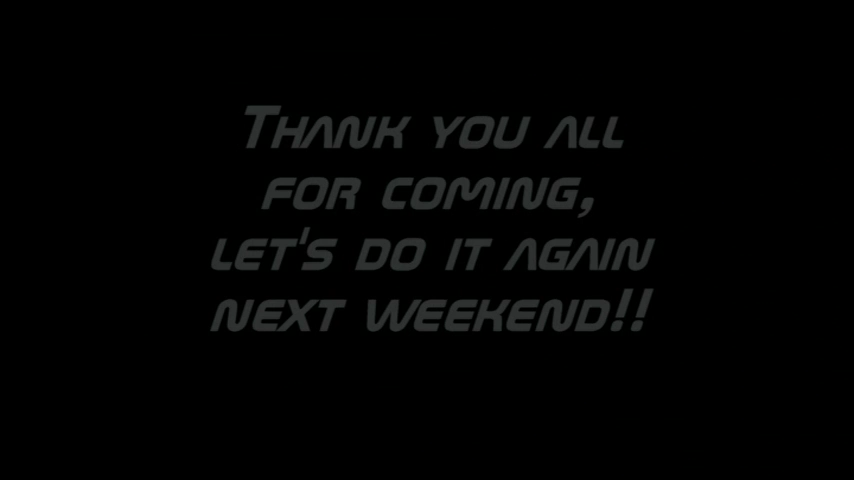 Thank you all
for coming,
let's do it again
next weekend!!